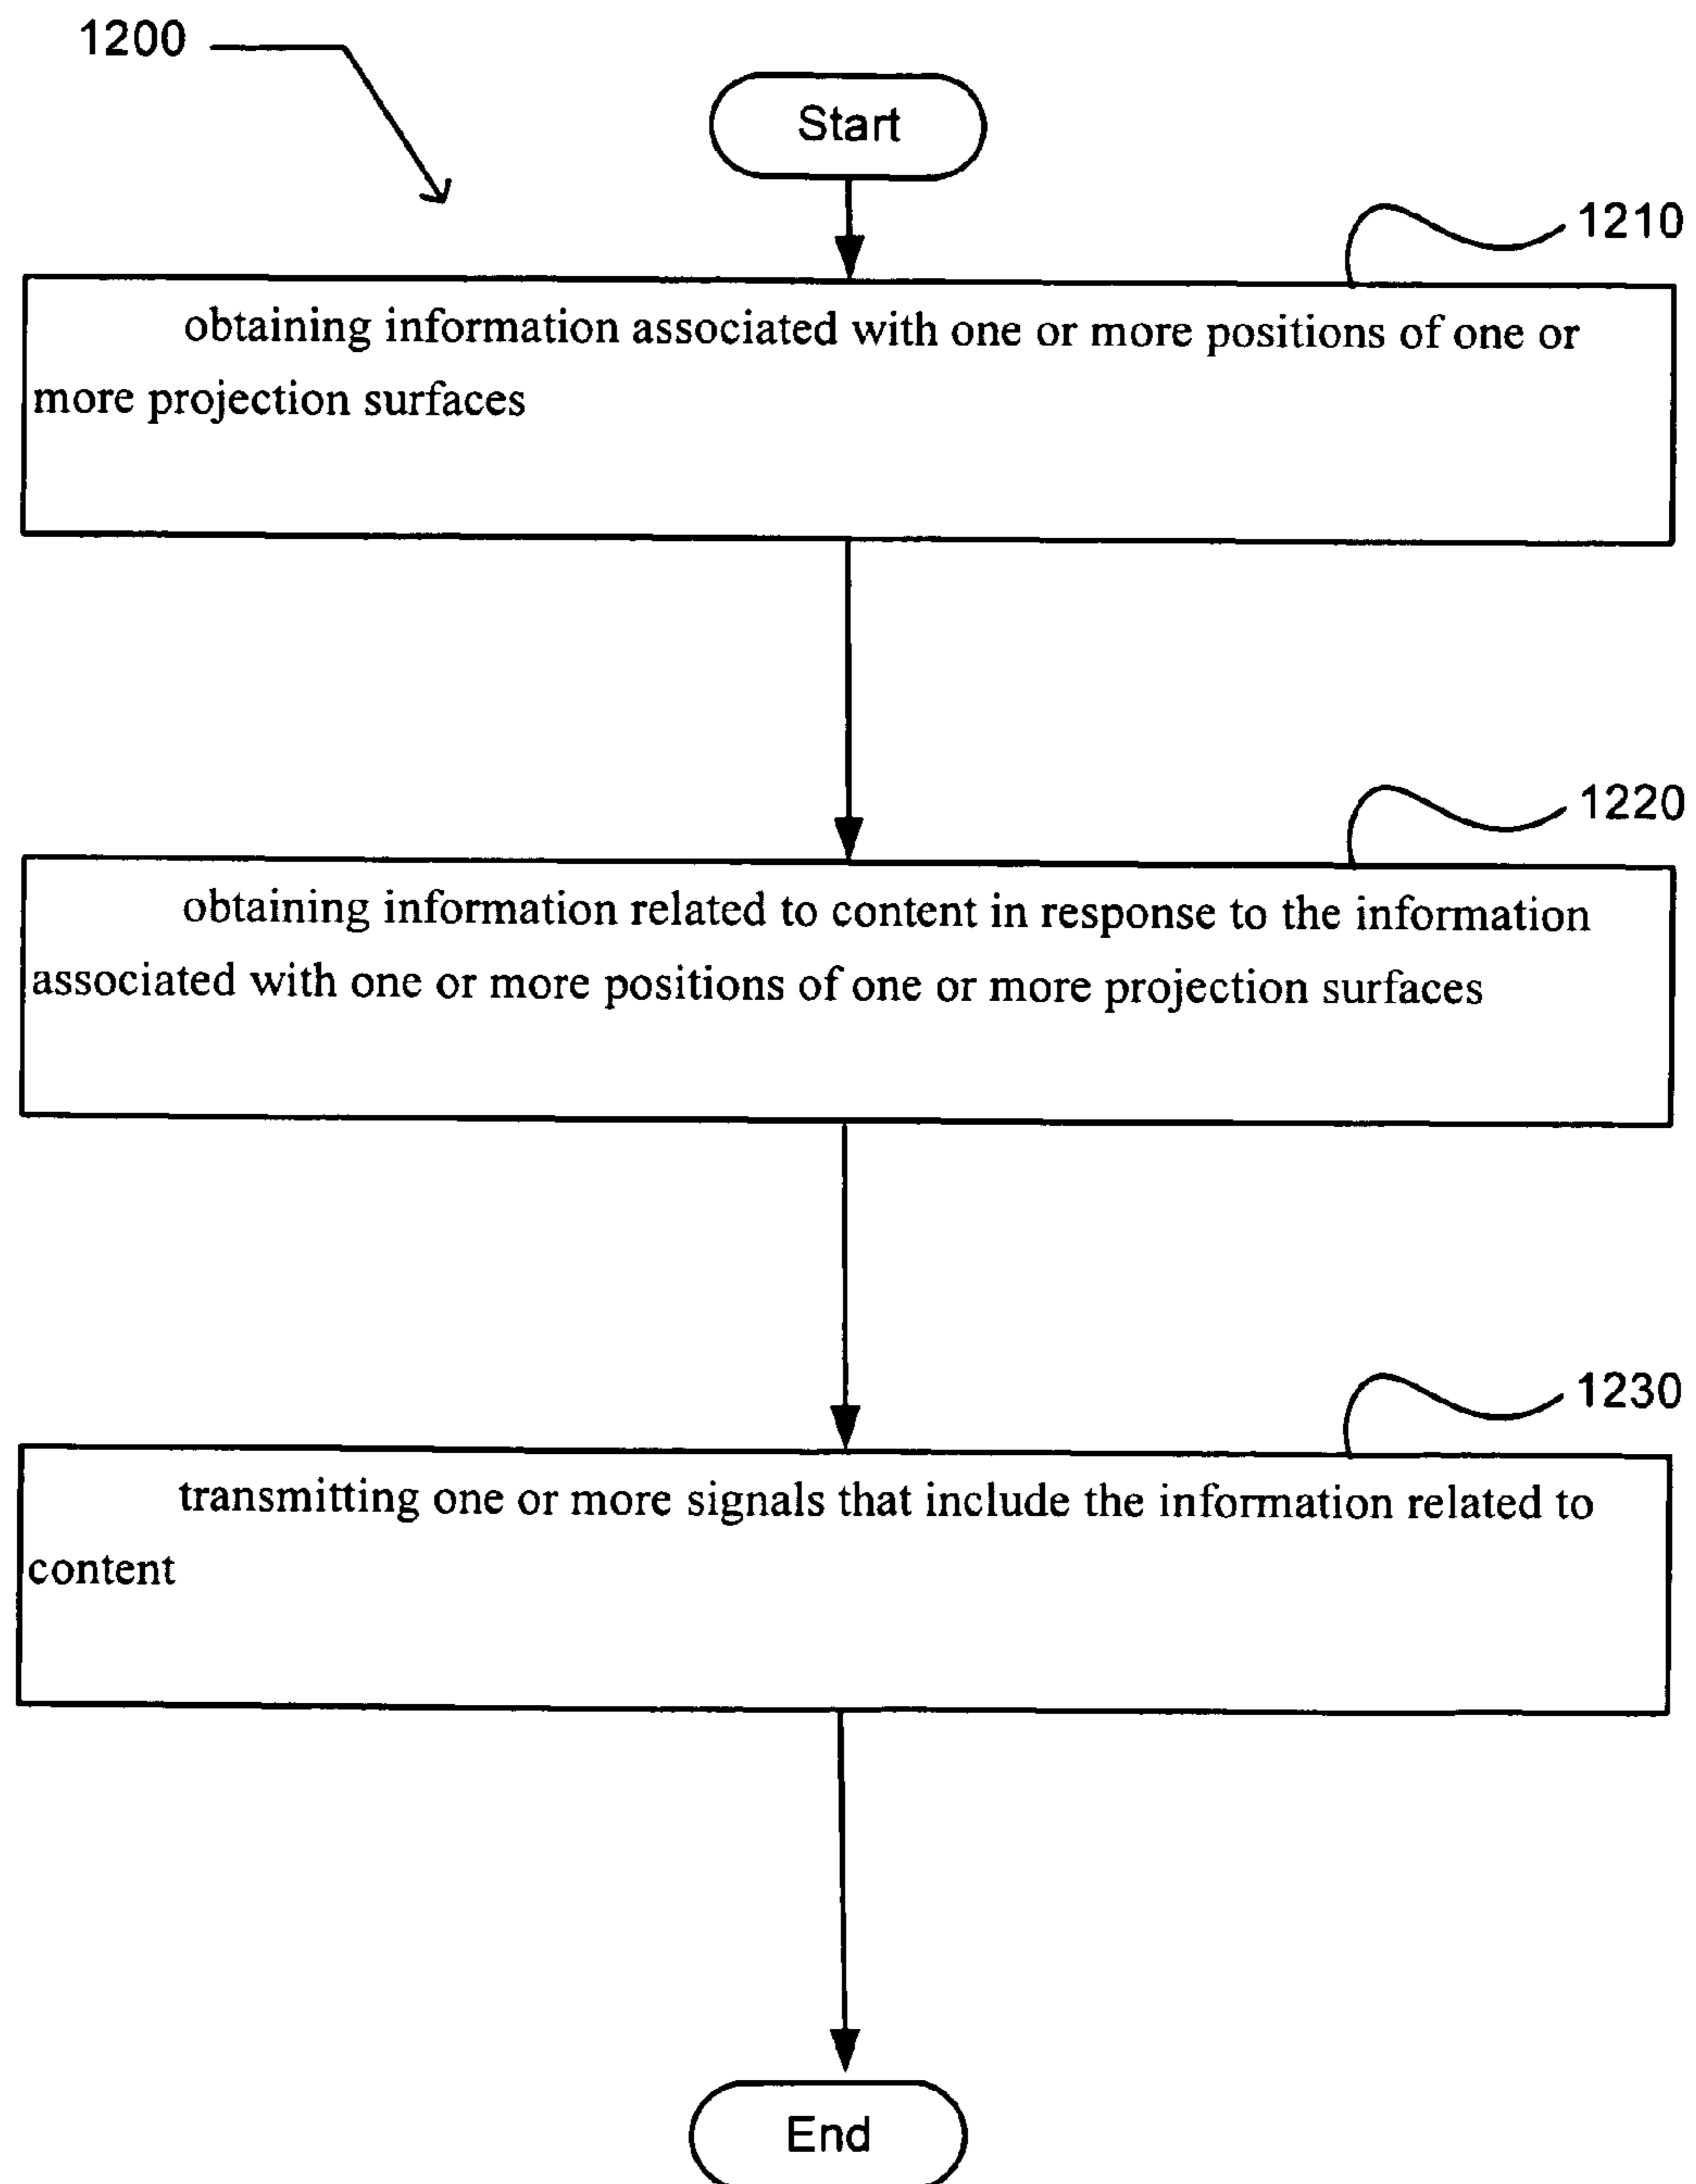 1200
Start
1210
obtaining information associated with one or more positions of one or
more projection surfaces
1220
obtaining information related to content in response to the information
associated with one or more positions of one or more projection surfaces
1230
transmitting one or more signals that include the information related to
content
End